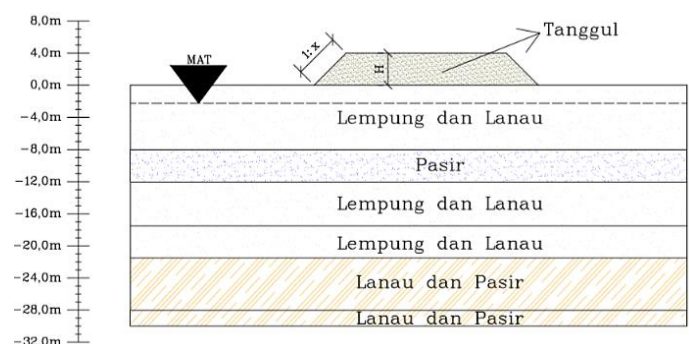 8,0m
4,0m
0,0m
-4,0m
-8,0m
-12,0m
-16,0m
-20,0m
-24,0m
-28,0m
-32,0m
MAT
1:x
H
Tanggul
Lempung dan Lanau
Pasir
Lempung dan Lanau
Lempung dan Lanau
Lanau dan Pasir
Lanau dan Pasir